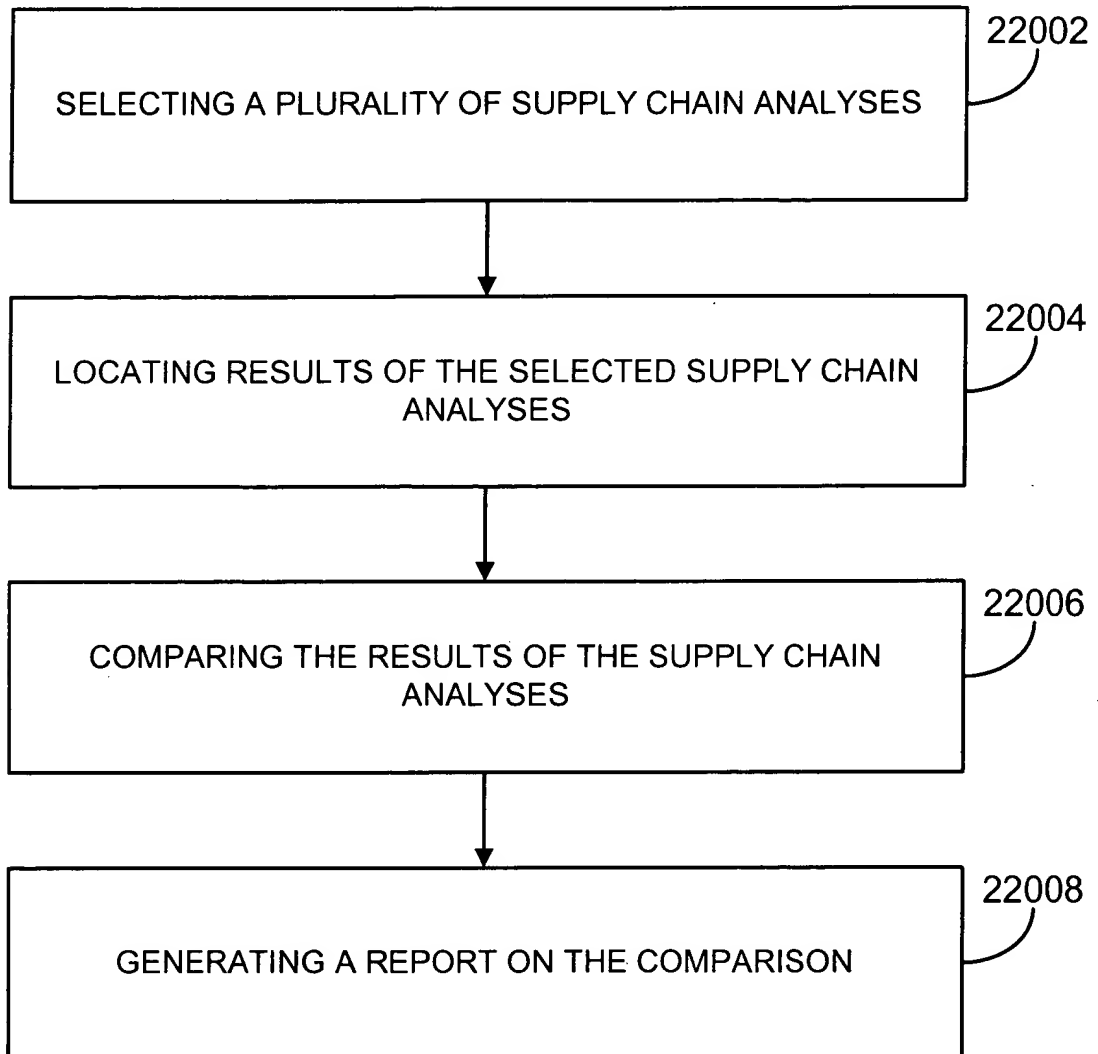 22002
SELECTING A PLURALITY OF SUPPLY CHAIN ANALYSES
22004
LOCATING RESULTS OF THE SELECTED SUPPLY CHAIN
ANALYSES
22006
COMPARING THE RESULTS OF THE SUPPLY CHAIN
ANALYSES
22008
GENERATING A REPORT ON THE COMPARISON